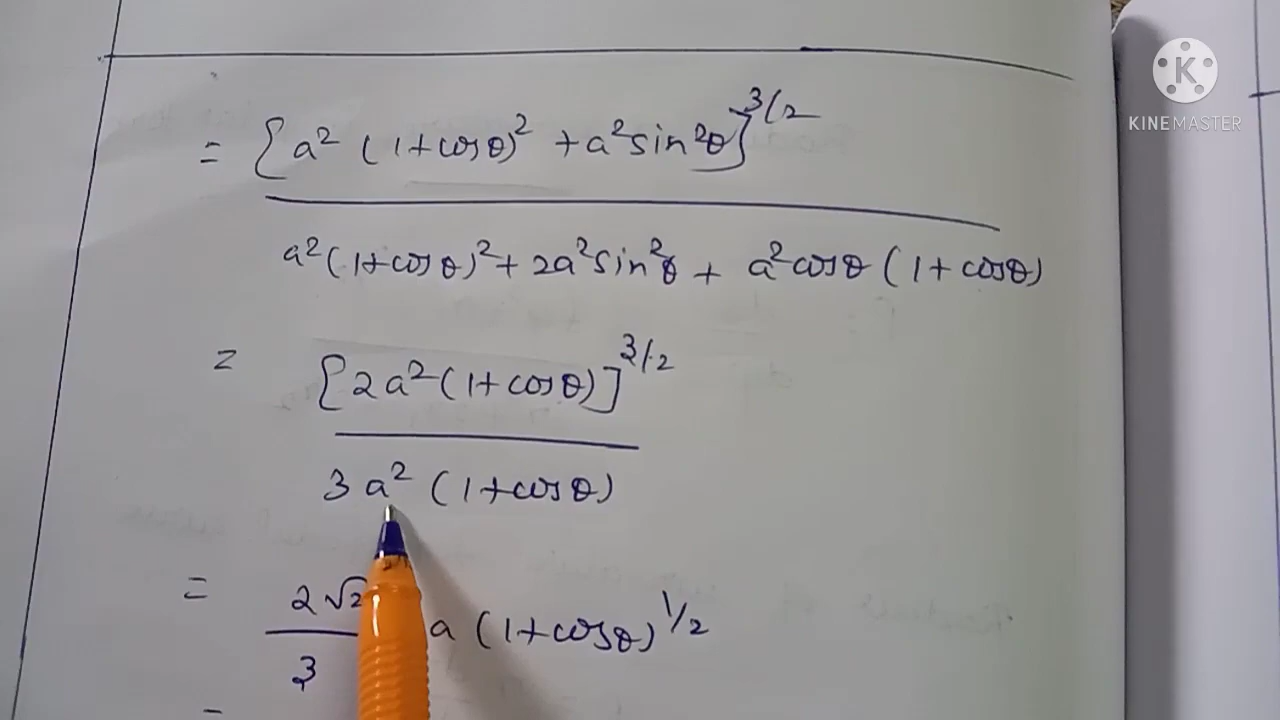 = {a² (1+cosθ)² + a²sin²θ}^3/2
KINEMASTER
a²(1+cosθ)² + 2a²sin²θ + a²cosθ (1+cosθ)
= [2a²(1+cosθ)]^3/2
3a² (1+cosθ)
= 2√2 a (1+cosθ)^1/2
3
=